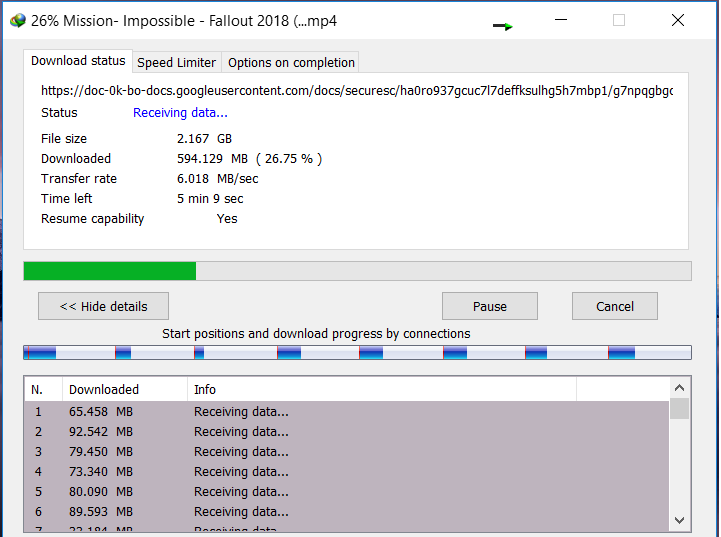 26% Mission- Impossible - Fallout 2018 (...mp4
Download status Speed Limiter Options on completion
https://doc-0k-bo-docs.googleusercontent.com/docs/securesc/ha0ro937gcuc7l7deffksulhg5h7mbp1/g7npqgbgc
Status Receiving data...
File size 2.167 GB
Downloaded 594.129 MB ( 26.75 % )
Transfer rate 6.018 MB/sec
Time left 5 min 9 sec
Resume capability Yes
<< Hide details Pause Cancel
Start positions and download progress by connections
N. Downloaded Info
1 65.458 MB Receiving data...
2 92.542 MB Receiving data...
3 79.450 MB Receiving data...
4 73.340 MB Receiving data...
5 80.090 MB Receiving data...
6 89.593 MB Receiving data...
7 23.184 MB Receiving data...